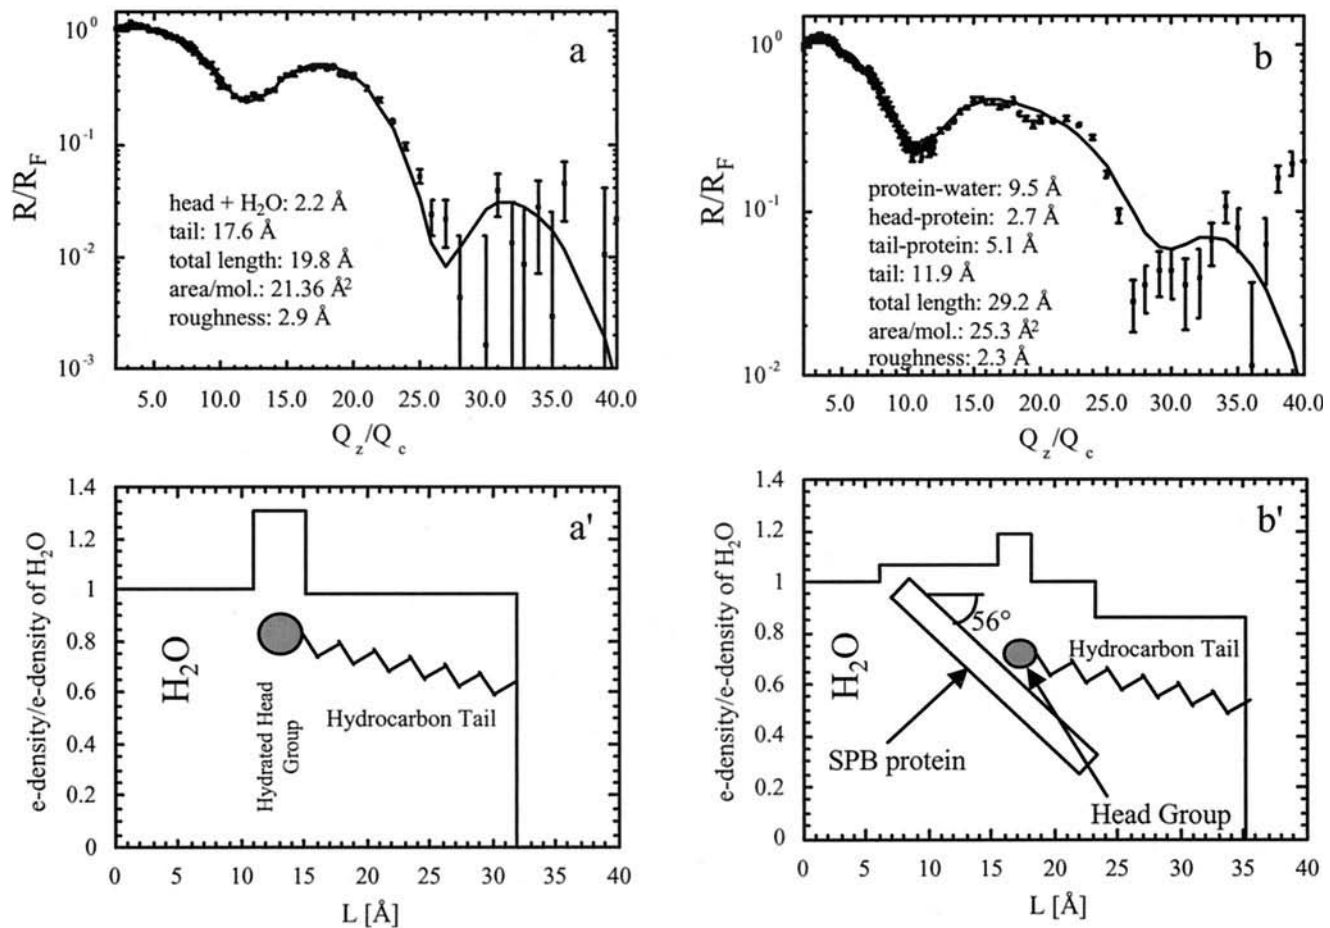 a
R/R_F
10^0
10^-1
10^-2
10^-3
head + H₂O: 2.2 Å
tail: 17.6 Å
total length: 19.8 Å
area/mol.: 21.36 Å²
roughness: 2.9 Å
5.0 10.0 15.0 20.0 25.0 30.0 35.0 40.0
Q_z/Q_c
b
R/R_F
10^0
10^-1
10^-2
protein-water: 9.5 Å
head-protein: 2.7 Å
tail-protein: 5.1 Å
tail: 11.9 Å
total length: 29.2 Å
area/mol.: 25.3 Å²
roughness: 2.3 Å
5.0 10.0 15.0 20.0 25.0 30.0 35.0 40.0
Q_z/Q_c
a'
e-density/e-density of H₂O
1.4
1.2
1
0.8
0.6
0.4
0.2
0
H₂O
Hydrated Head
Group
Hydrocarbon Tail
0 5 10 15 20 25 30 35 40
L [Å]
b'
e-density/e-density of H₂O
1.4
1.2
1
0.8
0.6
0.4
0.2
0
H₂O
56°
Hydrocarbon Tail
SPB protein
Head Group
0 5 10 15 20 25 30 35 40
L [Å]